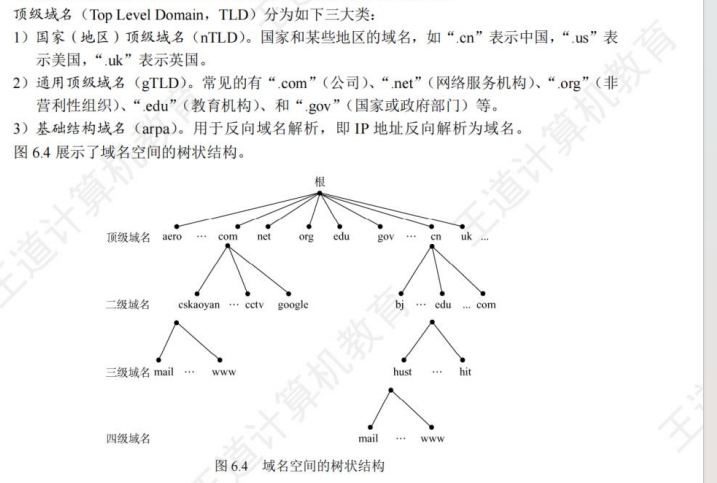 顶级域名（Top Level Domain，TLD）分为如下三大类：
1）国家（地区）顶级域名（nTLD）。国家和某些地区的域名，如“.cn”表示中国，“.us”表
示美国，“.uk”表示英国。
2）通用顶级域名（gTLD）。常见的有“.com”（公司）、“.net”（网络服务机构）、“.org”（非
营利性组织）、“.edu”（教育机构）、和“.gov”（国家或政府部门）等。
3）基础结构域名（arpa）。用于反向域名解析，即 IP 地址反向解析为域名。
图 6.4 展示了域名空间的树状结构。
根
顶级域名 aero … com net org edu gov … cn uk ...
二级域名 cskaoyan … cctv google bj … edu ... com
三级域名 mail … www hust … hit
四级域名 mail … www
图 6.4 域名空间的树状结构
王道计算机教育
王道计算机教育
王道计算机教育
王道